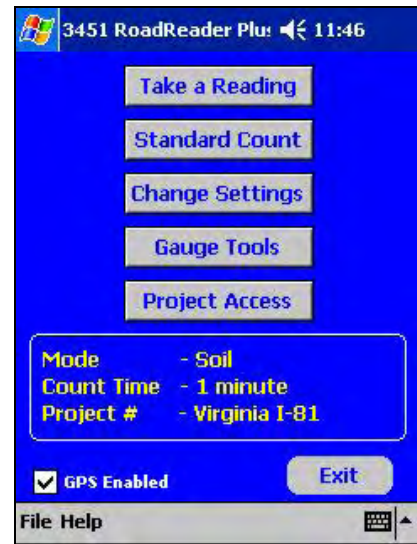 3451 RoadReader Plu: 11:46
Take a Reading
Standard Count
Change Settings
Gauge Tools
Project Access
Mode - Soil
Count Time - 1 minute
Project # - Virginia I-81
GPS Enabled
Exit
File Help